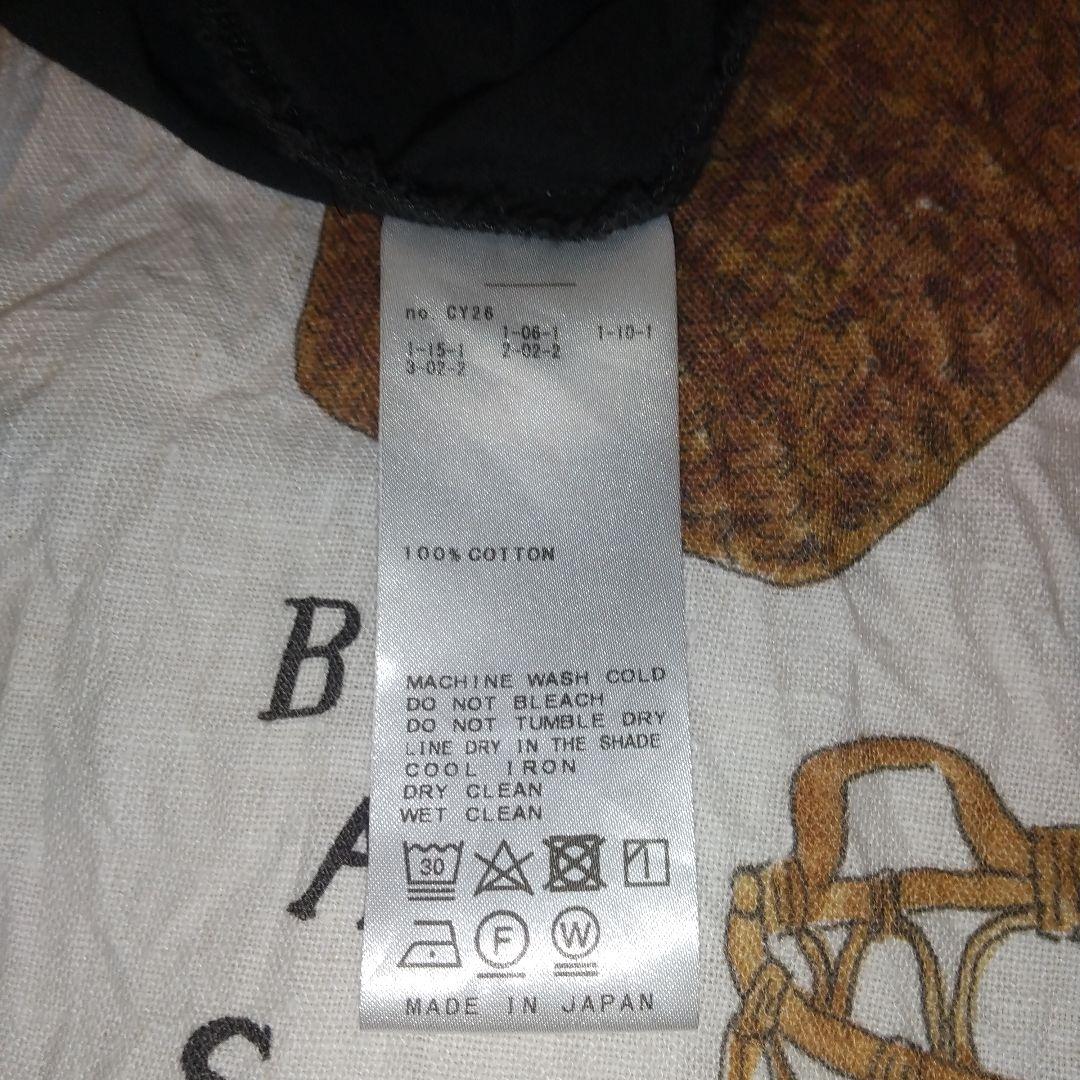 no CY26
1-06-1 1-10-1
1-15-1 2-02-2
3-02-2
100% COTTON
MACHINE WASH COLD
DO NOT BLEACH
DO NOT TUMBLE DRY
LINE DRY IN THE SHADE
COOL IRON
DRY CLEAN
WET CLEAN
30
F W
MADE IN JAPAN
B
A
S